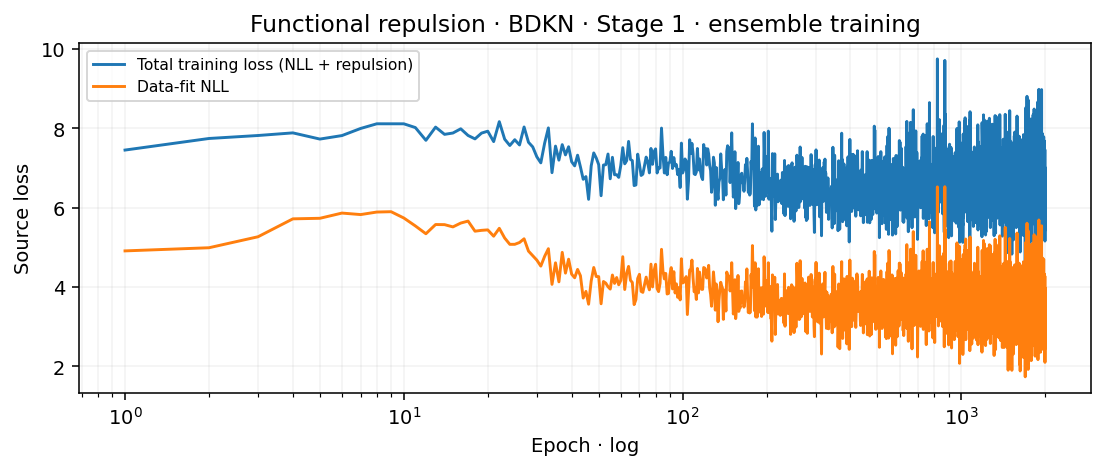 Functional repulsion · BDKN · Stage 1 · ensemble training
Total training loss (NLL + repulsion)
Data-fit NLL
Source loss
10
8
6
4
2
10⁰
10¹
10²
10³
Epoch · log